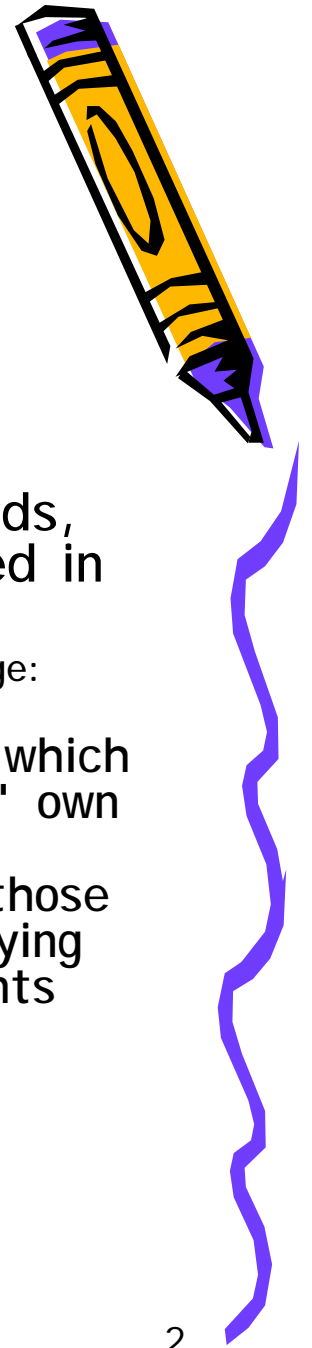 ds,
ed in
ge:
which
' own
those
ying
nts
2